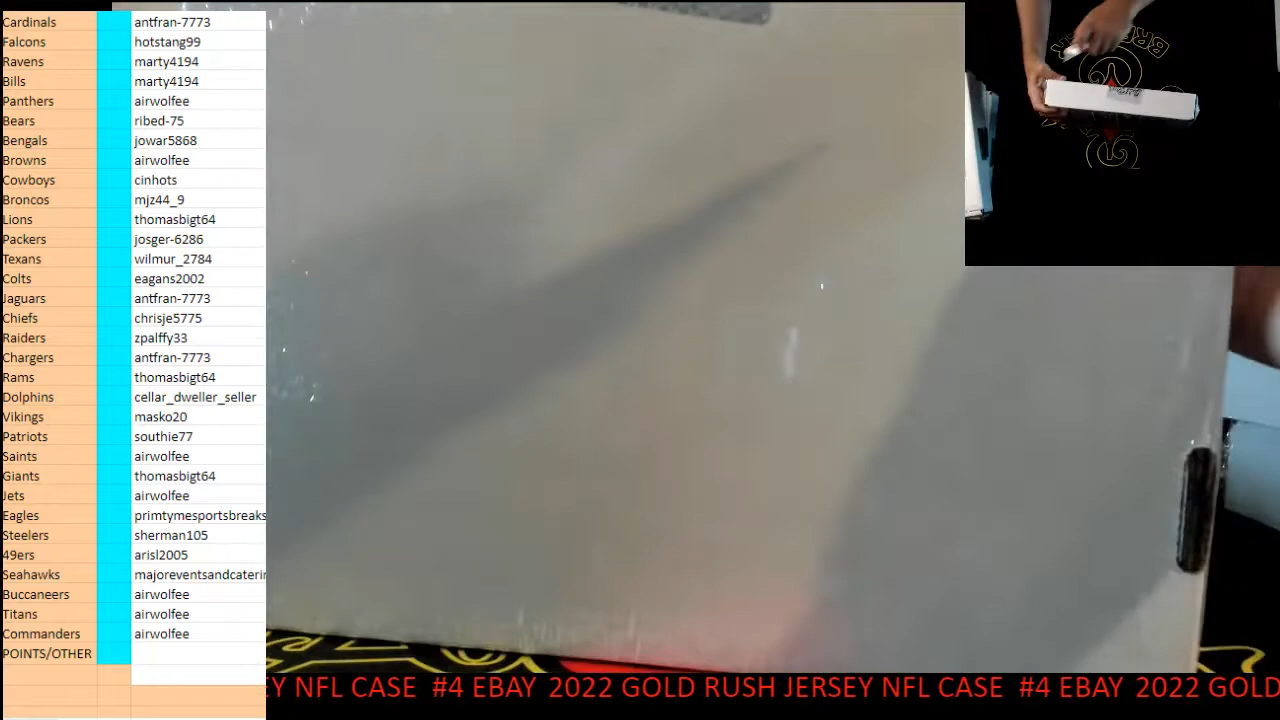 Cardinals antfran-7773
Falcons hotstang99
Ravens marty4194
Bills marty4194
Panthers airwolfee
Bears ribed-75
Bengals jowar5868
Browns airwolfee
Cowboys cinhots
Broncos mjz44_9
Lions thomasbigt64
Packers josger-6286
Texans wilmur_2784
Colts eagans2002
Jaguars antfran-7773
Chiefs chrisje5775
Raiders zpalffy33
Chargers antfran-7773
Rams thomasbigt64
Dolphins cellar_dweller_seller
Vikings masko20
Patriots southie77
Saints airwolfee
Giants thomasbigt64
Jets airwolfee
Eagles primtymesportsbreaks
Steelers sherman105
49ers arisl2005
Seahawks majoreventsandcaterin
Buccaneers airwolfee
Titans airwolfee
Commanders airwolfee
POINTS/OTHER
EY NFL CASE #4 EBAY 2022 GOLD RUSH JERSEY NFL CASE #4 EBAY 2022 GOLD